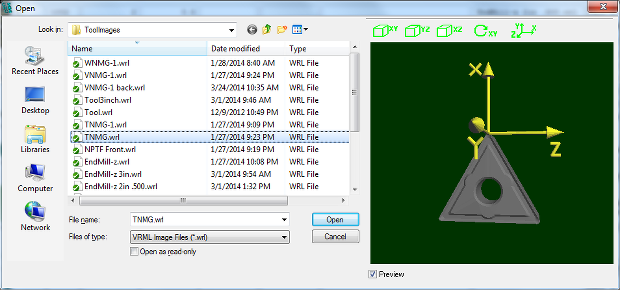 Open
Look in: ToolImages
XY YZ XZ XY Z Y X
Name Date modified Type
WNMG-1.wrl 1/28/2014 8:40 AM WRL File
VNMG-1.wrl 1/27/2014 9:24 PM WRL File
VNMG-1 back.wrl 3/24/2014 10:35 AM WRL File
Tool3inch.wrl 3/1/2014 9:46 AM WRL File
Tool.wrl 12/9/2012 10:49 PM WRL File
TNMG-1.wrl 1/27/2014 9:09 PM WRL File
TNMG.wrl 1/27/2014 9:23 PM WRL File
NPTF Front.wrl 1/27/2014 9:19 PM WRL File
EndMill-z.wrl 1/27/2014 10:08 PM WRL File
EndMill-z 3in.wrl 3/1/2014 9:54 AM WRL File
EndMill-z 2in .500.wrl 3/1/2014 1:32 PM WRL File
Recent Places
Desktop
Libraries
Computer
Network
File name: TNMG.wrl Open
Files of type: VRML Image Files (*.wrl) Cancel
Open as read-only
X
Y
Z
Preview